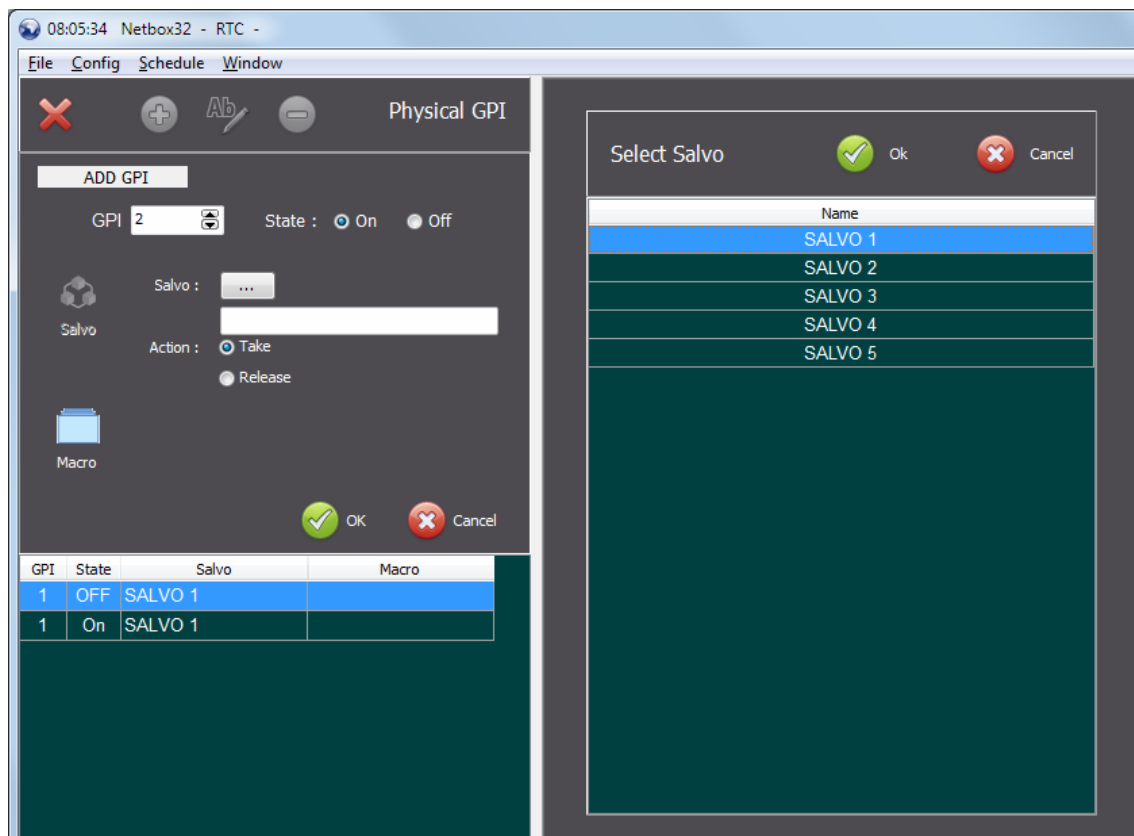 08:05:34 Netbox32 - RTC -
File Config Schedule Window
Ab
Physical GPI
ADD GPI
GPI 2 State : On Off
Salvo : ...
Salvo
Action : Take
Release
Macro
OK Cancel
GPI State Salvo Macro
1 OFF SALVO 1
1 On SALVO 1
Select Salvo Ok Cancel
Name
SALVO 1
SALVO 2
SALVO 3
SALVO 4
SALVO 5